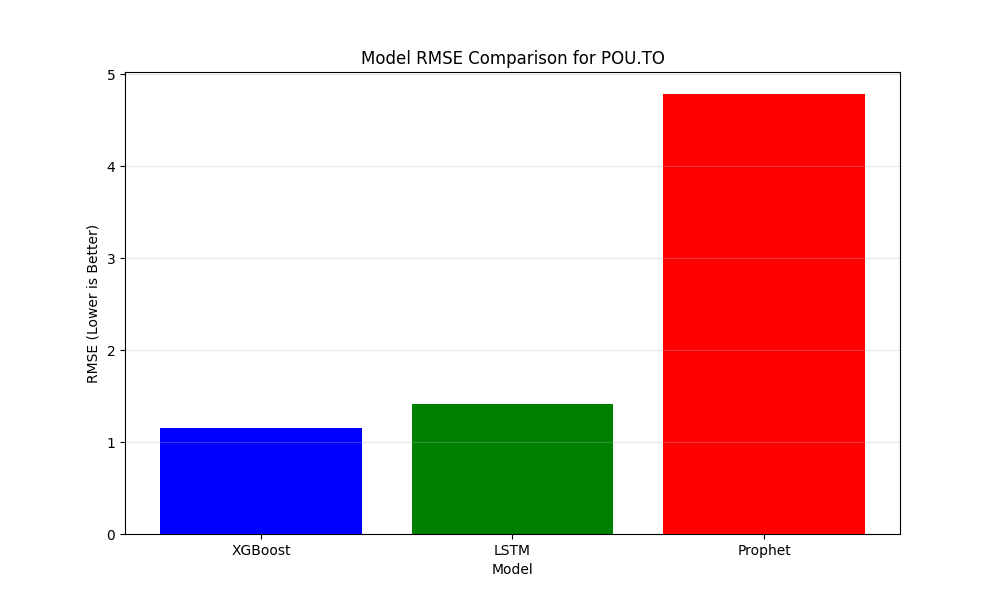 Model RMSE Comparison for POU.TO
RMSE (Lower is Better)
5
4
3
2
1
0
XGBoost
LSTM
Prophet
Model